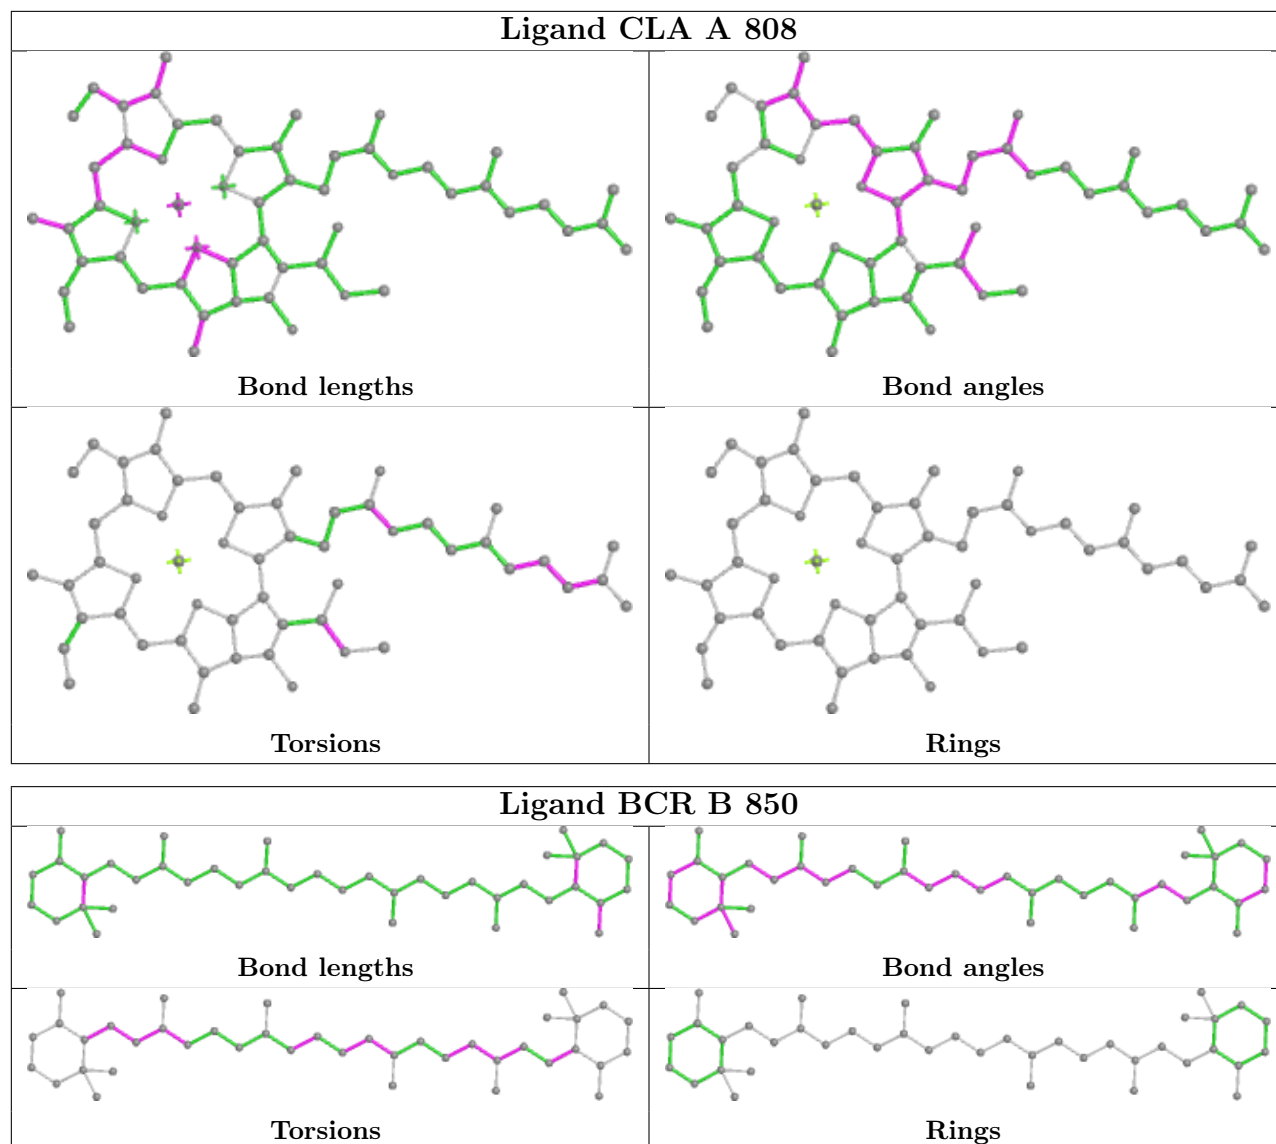 Ligand CLA A 808
Bond lengths
Bond angles
Torsions
Rings
Ligand BCR B 850
Bond lengths
Bond angles
Torsions
Rings